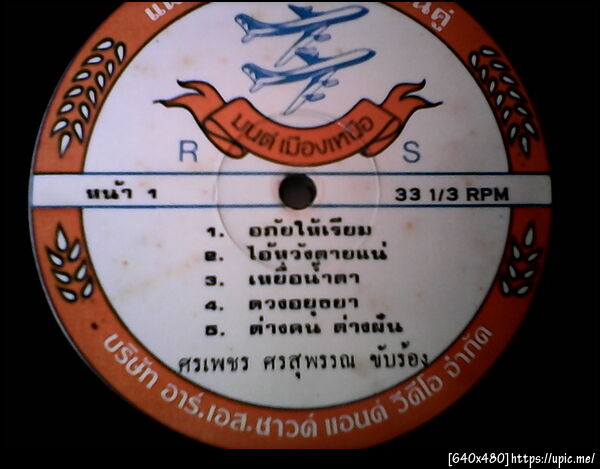 มนต์เมืองเหนือ
R S
หน้า 1 33 1/3 RPM
1. อภัยให้เรียม
2. ไอ้หวังตายแน่
3. เหยื่อน้ำตา
4. ดวงอยุธยา
5. ต่างคน ต่างฝัน
ศรเพชร ศรสุพรรณ ขับร้อง
บริษัท อาร์.เอส.ซาวด์ แอนด์ วีดีโอ จำกัด
[640x480]https://upic.me/